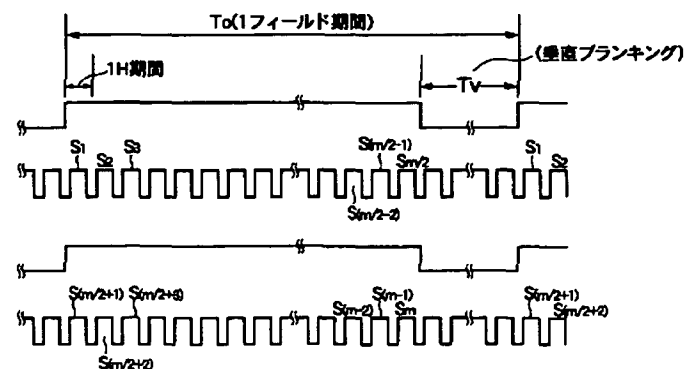 To(1フィールド期間)
(垂直ブランキング)
1H期間
Tv
S1 S2 S3 S(m/2-1) Sm/2 S1 S2
S(m/2-2)
S(m/2+1) S(m/2+3) S(m-2) S(m-1) Sm S(m/2+1) S(m/2+2)
S(m/2+2)